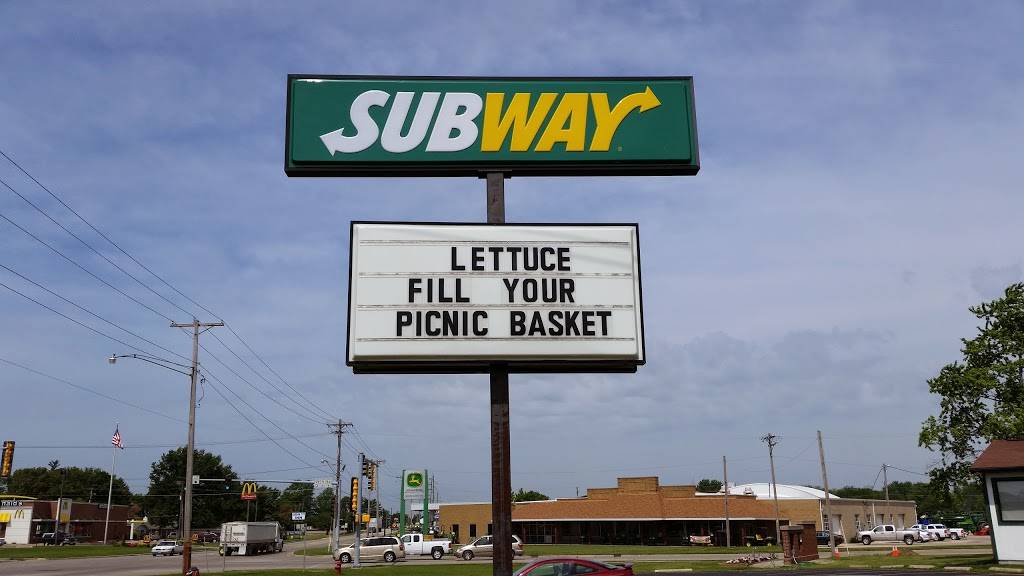 SUBWAY
LETTUCE
FILL YOUR
PICNIC BASKET